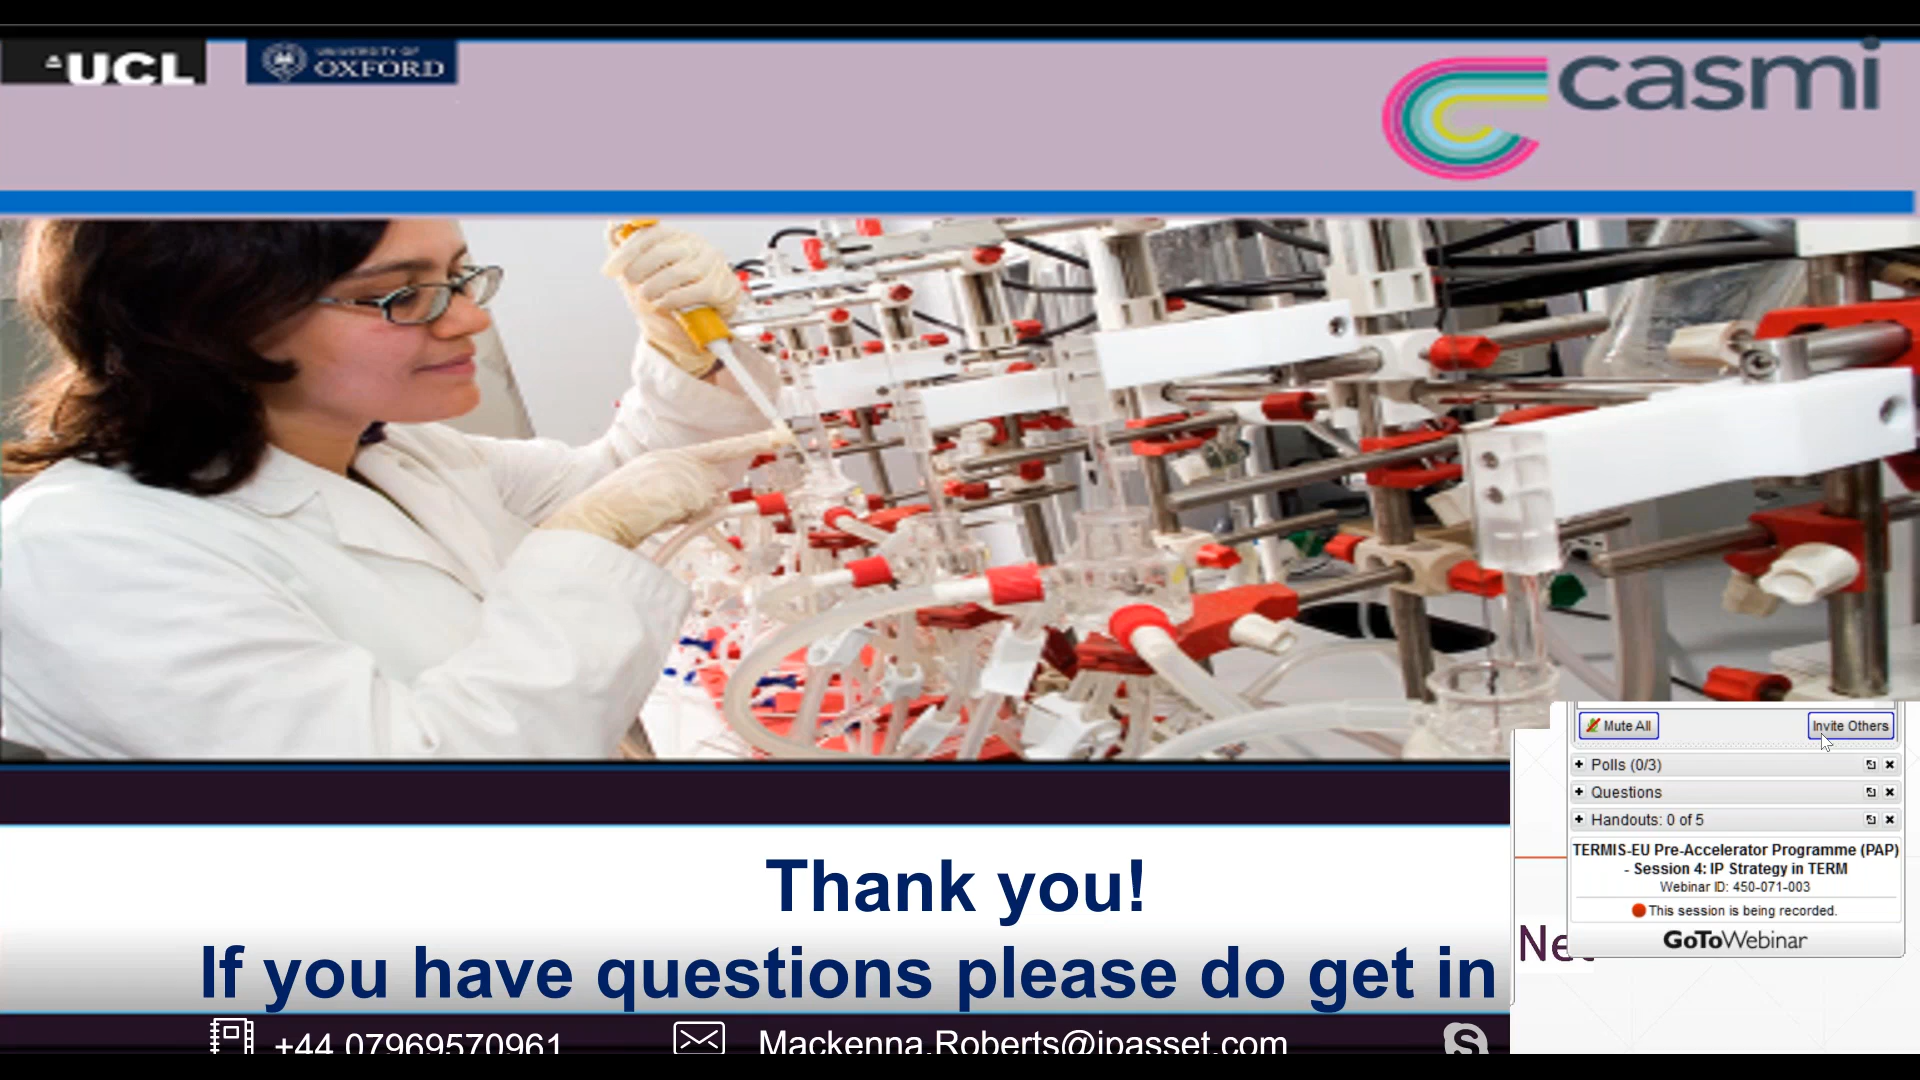 UCL
UNIVERSITY OF
OXFORD
casmi
Mute All
Invite Others
Polls (0/3)
Questions
Handouts: 0 of 5
TERMIS-EU Pre-Accelerator Programme (PAP)
- Session 4: IP Strategy in TERM
Webinar ID: 450-071-003
This session is being recorded.
GoToWebinar
Thank you!
If you have questions please do get in
+44 07969570961
Mackenna.Roberts@ipasset.com